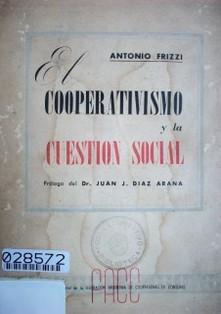 ANTONIO FRIZZI
El
COOPERATIVISMO
y la
CUESTION SOCIAL
Prólogo del Dr. JUAN J. DIAZ ARANA
028572
FACC